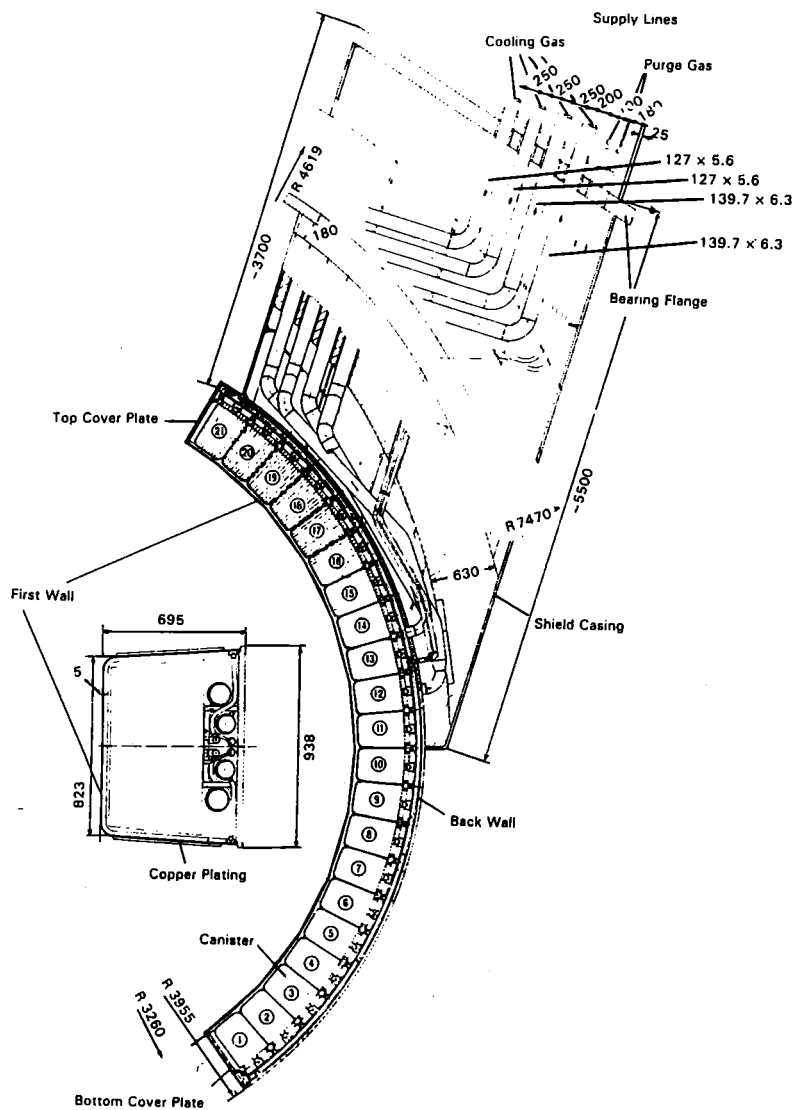 Supply Lines
Cooling Gas
Purge Gas
250
250
250
200
100
180
25
127 × 5.6
127 × 5.6
139.7 × 6.3
139.7 × 6.3
Bearing Flange
R 4619
180
~3700
Top Cover Plate
21
20
19
18
17
16
15
14
13
12
11
10
9
8
7
6
5
4
3
2
1
R 7470
~5500
630
Shield Casing
First Wall
695
5
823
938
Copper Plating
Back Wall
Canister
R 3955
R 3260
Bottom Cover Plate